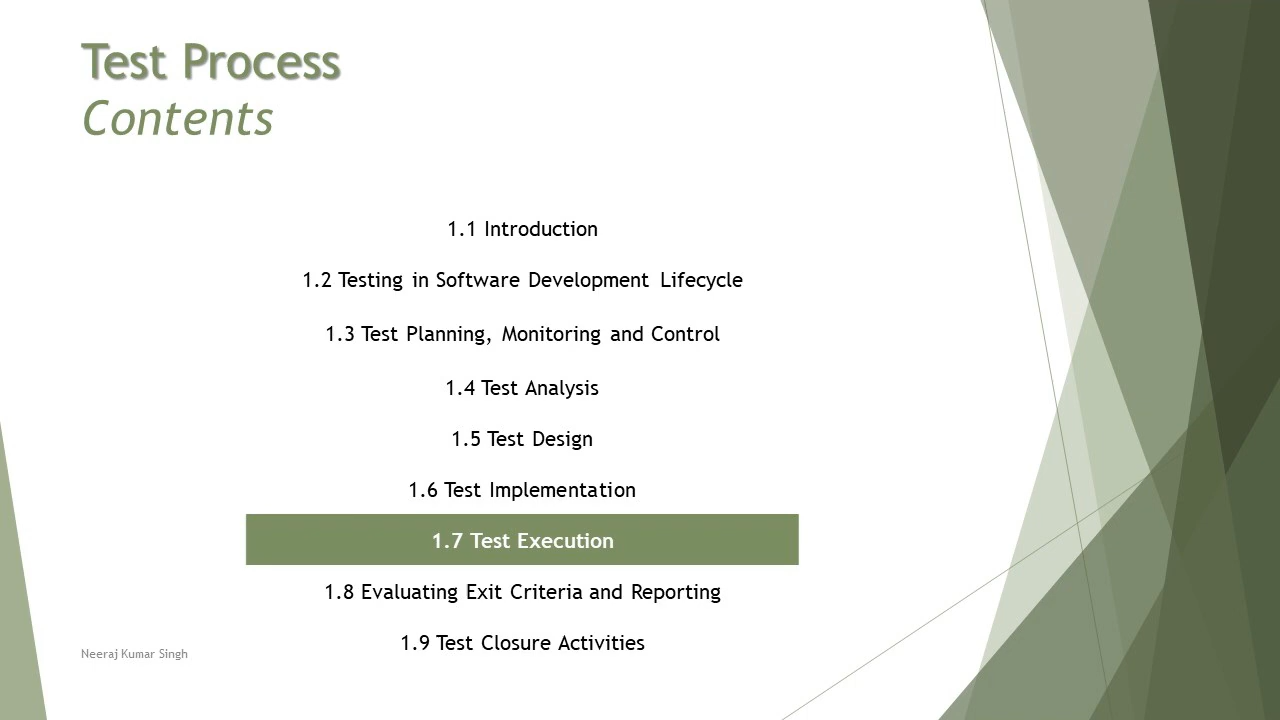 Test Process
Contents
1.1 Introduction
1.2 Testing in Software Development Lifecycle
1.3 Test Planning, Monitoring and Control
1.4 Test Analysis
1.5 Test Design
1.6 Test Implementation
1.7 Test Execution
1.8 Evaluating Exit Criteria and Reporting
1.9 Test Closure Activities
Neeraj Kumar Singh